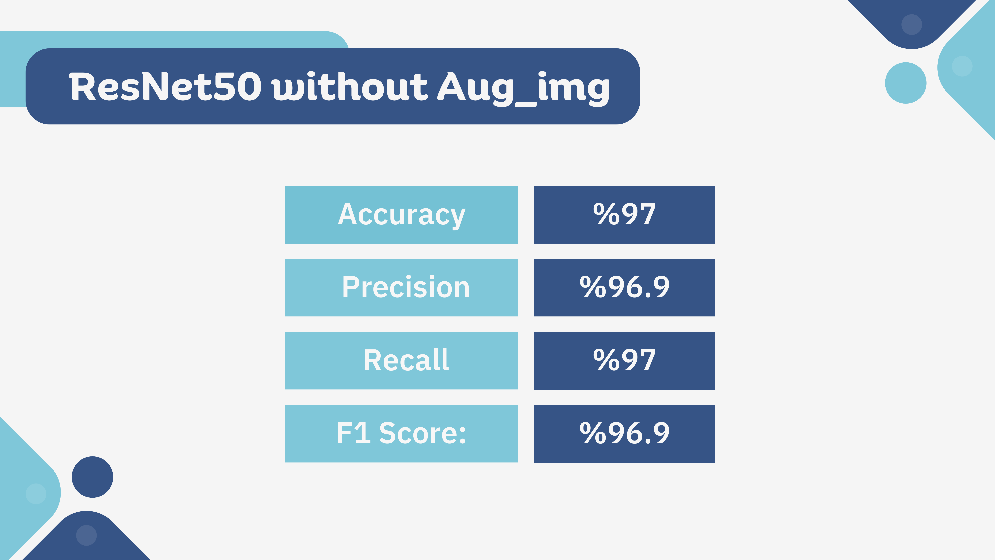 ResNet50 without Aug_img
Accuracy %97
Precision %96.9
Recall %97
F1 Score: %96.9